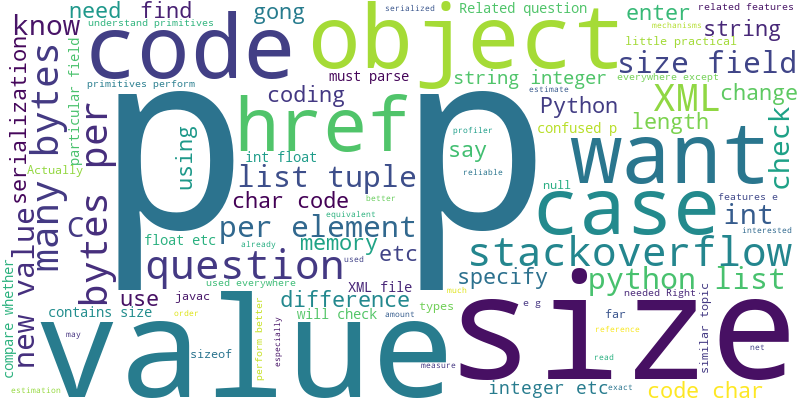 serialized
Related question
related features
need
find
gong
enter
know
understand primitives
code
object
mechanisms
string
little practical
size field
must parse
string integer
everywhere except
primitives perform
particular field
serialization
many bytes
bytes per
coding
estimate
XML
change
href
Python
p p
length
confused p
profiler
check
using
int float
say
want
Actually
list tuple
reliable
null
char code
better
case
features e
new value
C
per element
equivalent
int
interested
float etc
memory
already
etc
stackoverflow
question
used everywhere
used
specify
python list
compare whether
use
javac
XML file
much
difference
types
e g
needed Right
similar topic
contains size
order
will check
amount
far
value
size
may
sizeof
perform better
especially
measure
reference
read
net
estimation
integer etc
exact
code char